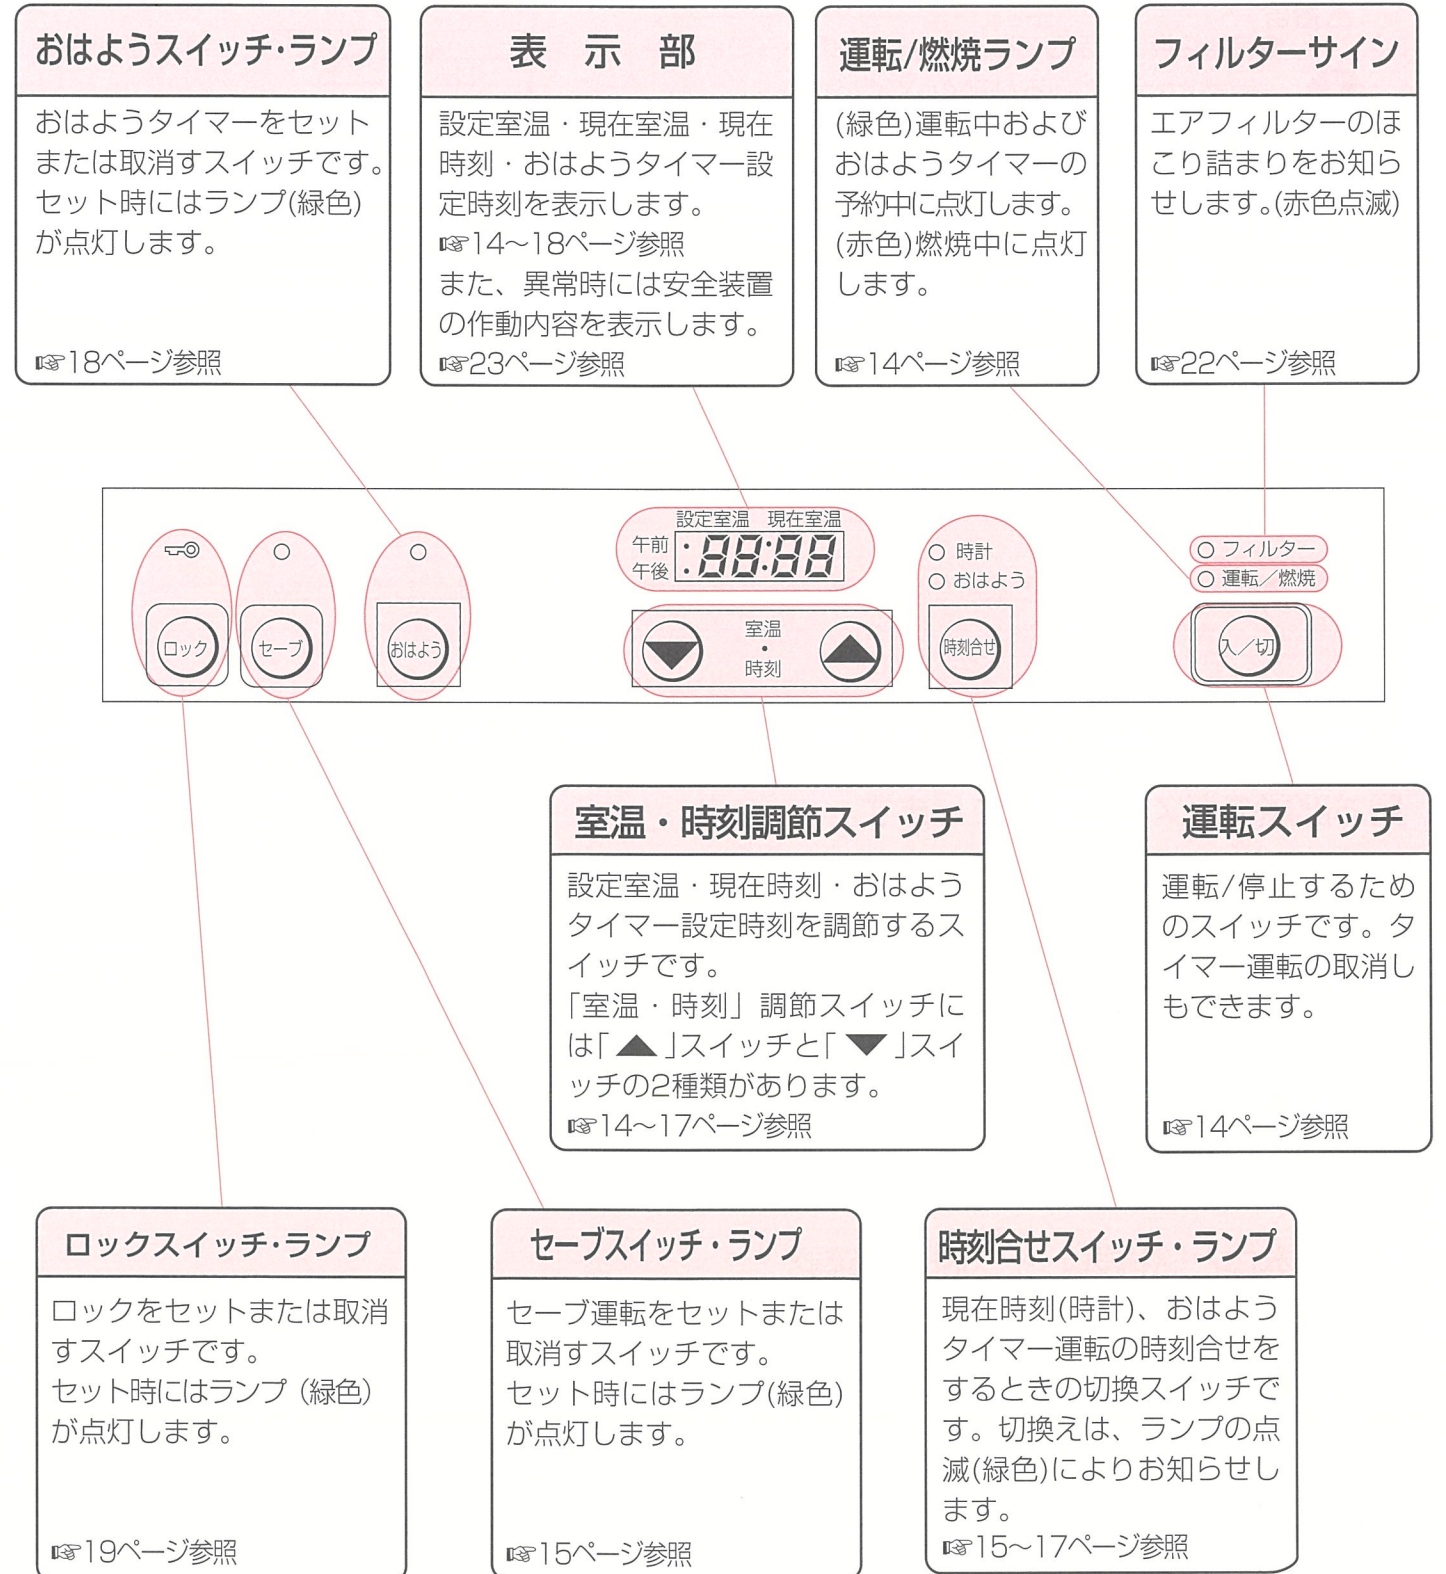 おはようスイッチ・ランプ
おはようタイマーをセット
または取消すスイッチです。
セット時にはランプ(緑色)
が点灯します。
☞18ページ参照
表示部
設定室温・現在室温・現在
時刻・おはようタイマー設
定時刻を表示します。
☞14～18ページ参照
また、異常時には安全装置
の作動内容を表示します。
☞23ページ参照
運転/燃焼ランプ
(緑色)運転中および
おはようタイマーの
予約中に点灯します。
(赤色)燃焼中に点灯
します。
☞14ページ参照
フィルターサイン
エアフィルターのほ
こり詰まりをお知ら
せします。(赤色点滅)
☞22ページ参照
ロック
セーブ
おはよう
設定室温 現在室温
午前
午後
88:88
室温
・
時刻
時計
おはよう
時刻合せ
フィルター
運転／燃焼
入／切
室温・時刻調節スイッチ
設定室温・現在時刻・おはよう
タイマー設定時刻を調節するス
イッチです。
「室温・時刻」調節スイッチに
は「▲」スイッチと「▼」スイ
ッチの2種類があります。
☞14～17ページ参照
運転スイッチ
運転/停止するため
のスイッチです。タ
イマー運転の取消し
もできます。
☞14ページ参照
ロックスイッチ・ランプ
ロックをセットまたは取消
すスイッチです。
セット時にはランプ（緑色）
が点灯します。
☞19ページ参照
セーブスイッチ・ランプ
セーブ運転をセットまたは
取消すスイッチです。
セット時にはランプ(緑色)
が点灯します。
☞15ページ参照
時刻合せスイッチ・ランプ
現在時刻(時計)、おはよう
タイマー運転の時刻合せを
するときの切換スイッチで
す。切換えは、ランプの点
滅(緑色)によりお知らせし
ます。
☞15～17ページ参照